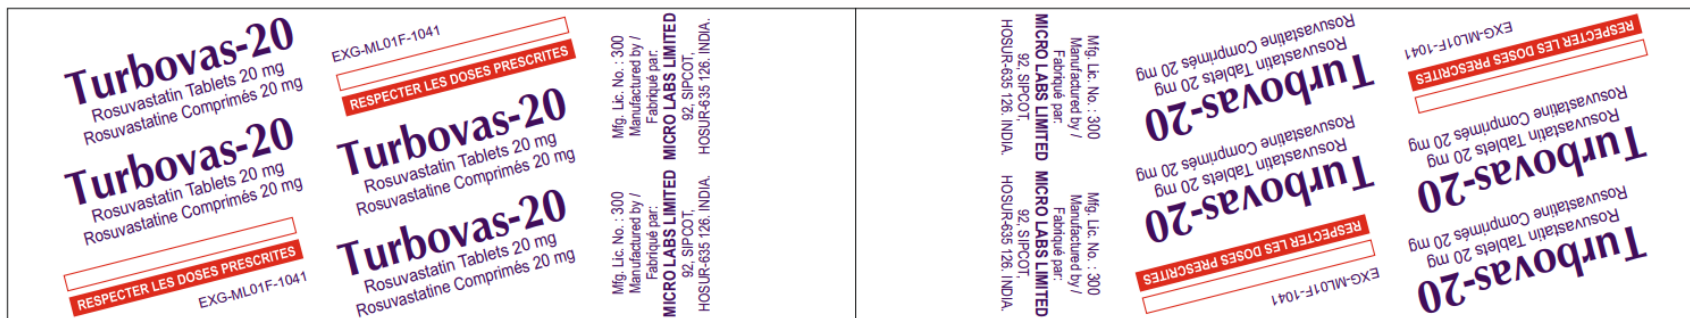 Turbovas-20
Rosuvastatin Tablets 20 mg
Rosuvastatine Comprimés 20 mg
Turbovas-20
Rosuvastatin Tablets 20 mg
Rosuvastatine Comprimés 20 mg
RESPECTER LES DOSES PRESCRITES
EXG-ML01F-1041
EXG-ML01F-1041
RESPECTER LES DOSES PRESCRITES
Turbovas-20
Rosuvastatin Tablets 20 mg
Rosuvastatine Comprimés 20 mg
Turbovas-20
Rosuvastatin Tablets 20 mg
Rosuvastatine Comprimés 20 mg
Mfg. Lic. No. : 300
Manufactured by /
Fabriqué par:
MICRO LABS LIMITED
92, SIPCOT,
HOSUR-635 126. INDIA.
Mfg. Lic. No. : 300
Manufactured by /
Fabriqué par:
MICRO LABS LIMITED
92, SIPCOT,
HOSUR-635 126. INDIA.
Mfg. Lic. No. : 300
Manufactured by /
Fabriqué par:
MICRO LABS LIMITED
92, SIPCOT,
HOSUR-635 126. INDIA.
Mfg. Lic. No. : 300
Manufactured by /
Fabriqué par:
MICRO LABS LIMITED
92, SIPCOT,
HOSUR-635 126. INDIA.
Turbovas-20
Rosuvastatin Tablets 20 mg
Rosuvastatine Comprimés 20 mg
Turbovas-20
Rosuvastatin Tablets 20 mg
Rosuvastatine Comprimés 20 mg
RESPECTER LES DOSES PRESCRITES
EXG-ML01F-1041
EXG-ML01F-1041
RESPECTER LES DOSES PRESCRITES
Turbovas-20
Rosuvastatin Tablets 20 mg
Rosuvastatine Comprimés 20 mg
Turbovas-20
Rosuvastatin Tablets 20 mg
Rosuvastatine Comprimés 20 mg